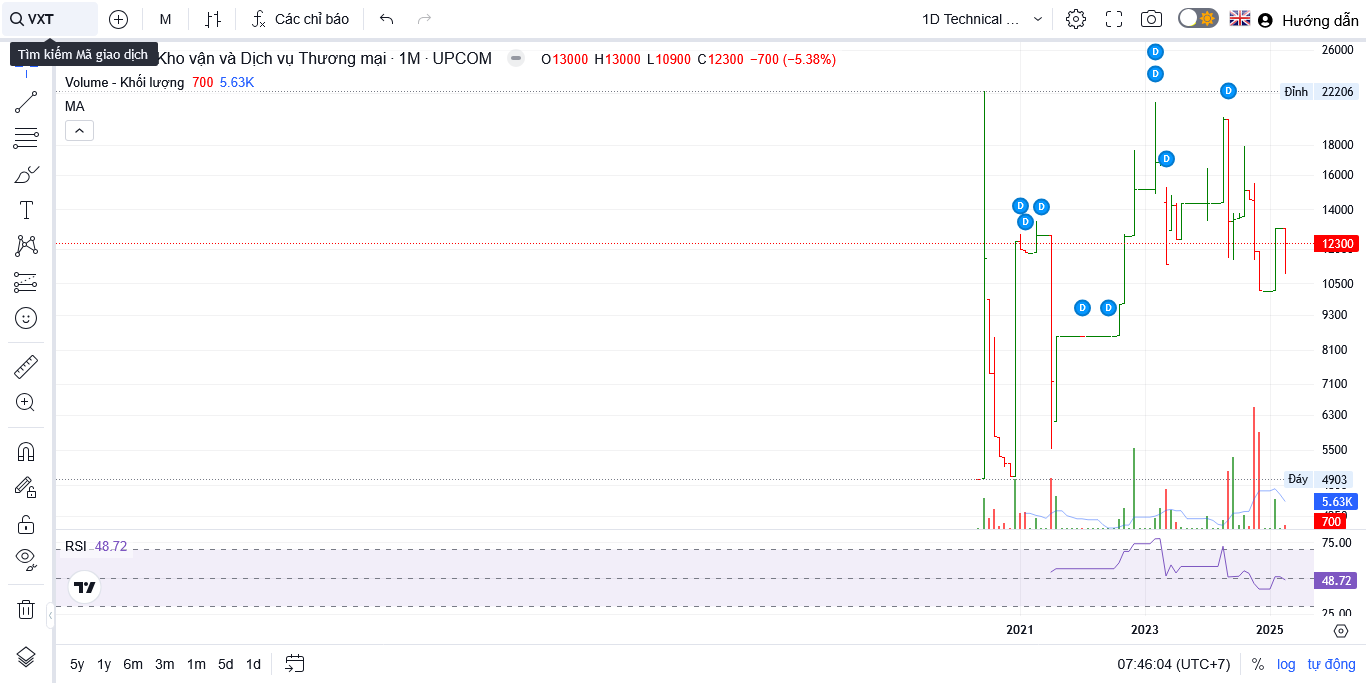 VXT
M
Các chỉ báo
1D Technical ...
Hướng dẫn
Tìm kiếm Mã giao dịch
Kho vận và Dịch vụ Thương mại · 1M · UPCOM
O13000 H13000 L10900 C12300 −700 (−5.38%)
Volume - Khối lượng 700 5.63K
MA
D
D
D
D
D
D
D
D
D
26000
Đỉnh 22206
18000
16000
14000
12300
10500
9300
8100
7100
6300
5500
Đáy 4903
5.63K
700
RSI 48.72
75.00
48.72
25.00
2021 2023 2025
5y 1y 6m 3m 1m 5d 1d
07:46:04 (UTC+7) % log tự động